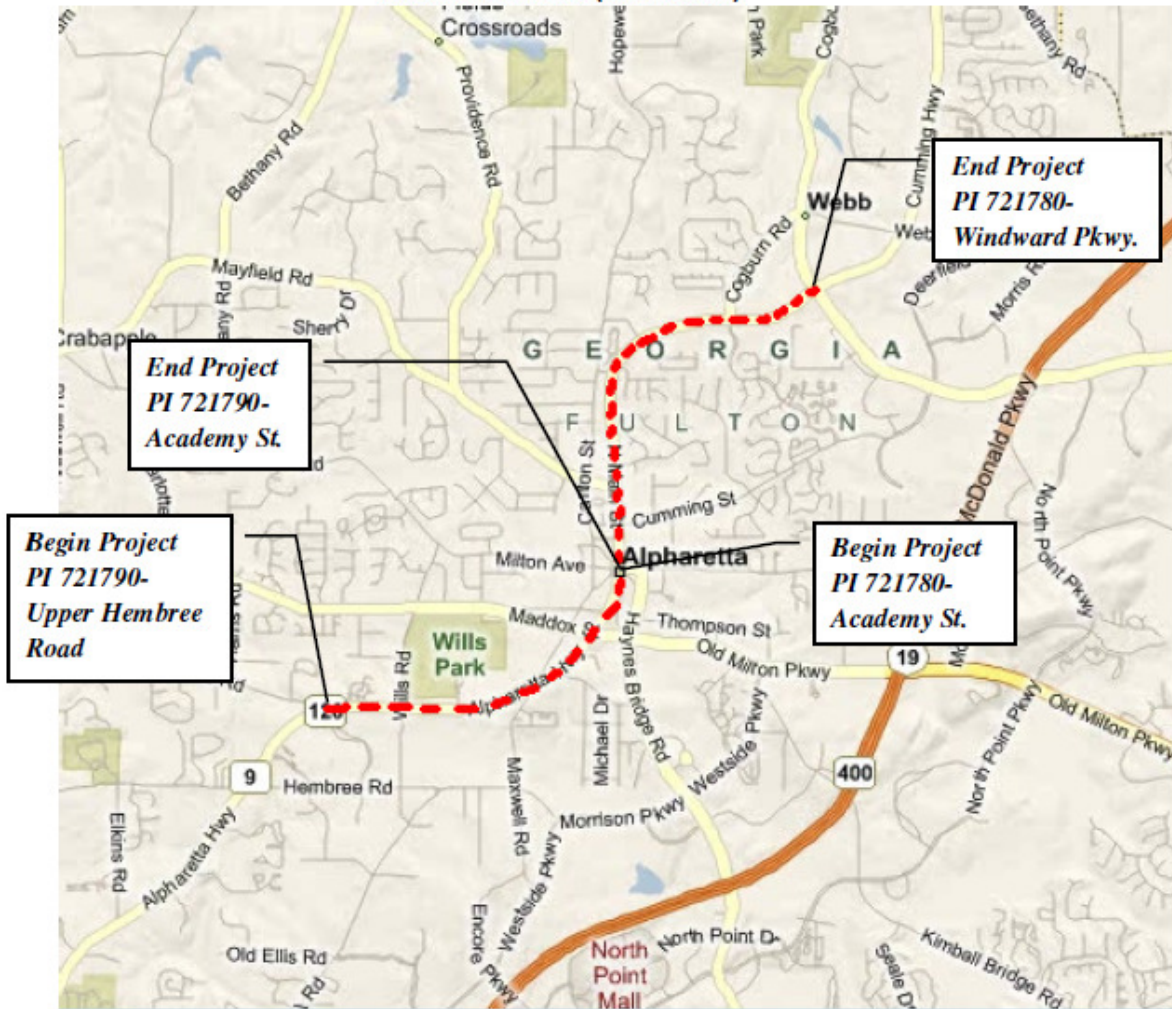 Crossroads
Providence Rd
Bethany Rd
Cumming Hwy
End Project
PI 721780-
Windward Pkwy.
Webb
Cogburn Rd
Mayfield Rd
Sherry Dr
Crabapple
GEORGIA
FULTON
End Project
PI 721790-
Academy St.
Canton St
Cumming St
McDonald Pkwy
North Point Pkwy
Begin Project
PI 721790-
Upper Hembree
Road
Milton Ave
Alpharetta
Begin Project
PI 721780-
Academy St.
Wills
Park
Wills Rd
Thompson St
Old Milton Pkwy
19
Haynes Bridge Rd
Michael Dr
Westside Pkwy
North Point Pkwy
Old Milton Pkwy
9
Hembree Rd
400
Maxwell Rd
Morrison Pkwy
Elkins Rd
Alpharetta Hwy
Westside Pkwy
Encore Pkwy
Old Ellis Rd
North
Point
Mall
North Point Dr
Kimball Bridge Rd